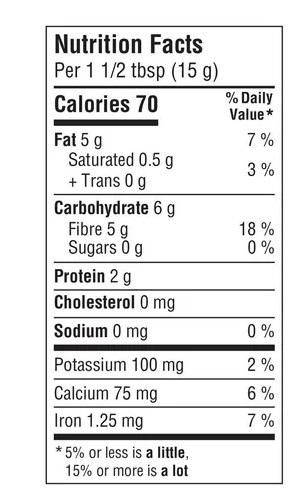 Nutrition Facts
Per 1 1/2 tbsp (15 g)
Calories 70
% Daily
Value*
Fat 5 g 7 %
Saturated 0.5 g
+ Trans 0 g
3 %
Carbohydrate 6 g
Fibre 5 g 18 %
Sugars 0 g 0 %
Protein 2 g
Cholesterol 0 mg
Sodium 0 mg 0 %
Potassium 100 mg 2 %
Calcium 75 mg 6 %
Iron 1.25 mg 7 %
*5% or less is a little,
15% or more is a lot